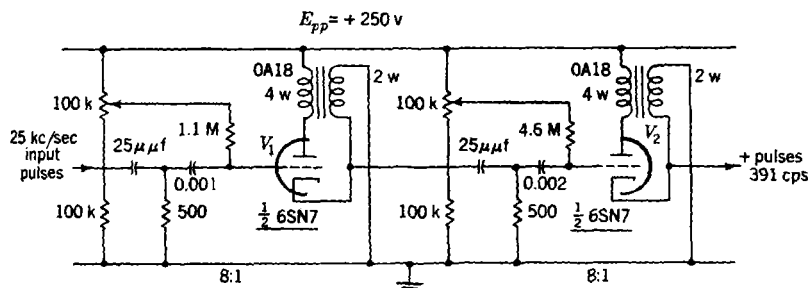 E_pp = + 250 v
OA18
4 w
2 w
100 k
1.1 M
25 kc/sec
input
pulses
25 μμf
V₁
0.001
100 k
500
½ 6SN7
8:1
OA18
4 w
2 w
100 k
4.6 M
V₂
25 μμf
0.002
+ pulses
391 cps
100 k
500
½ 6SN7
8:1